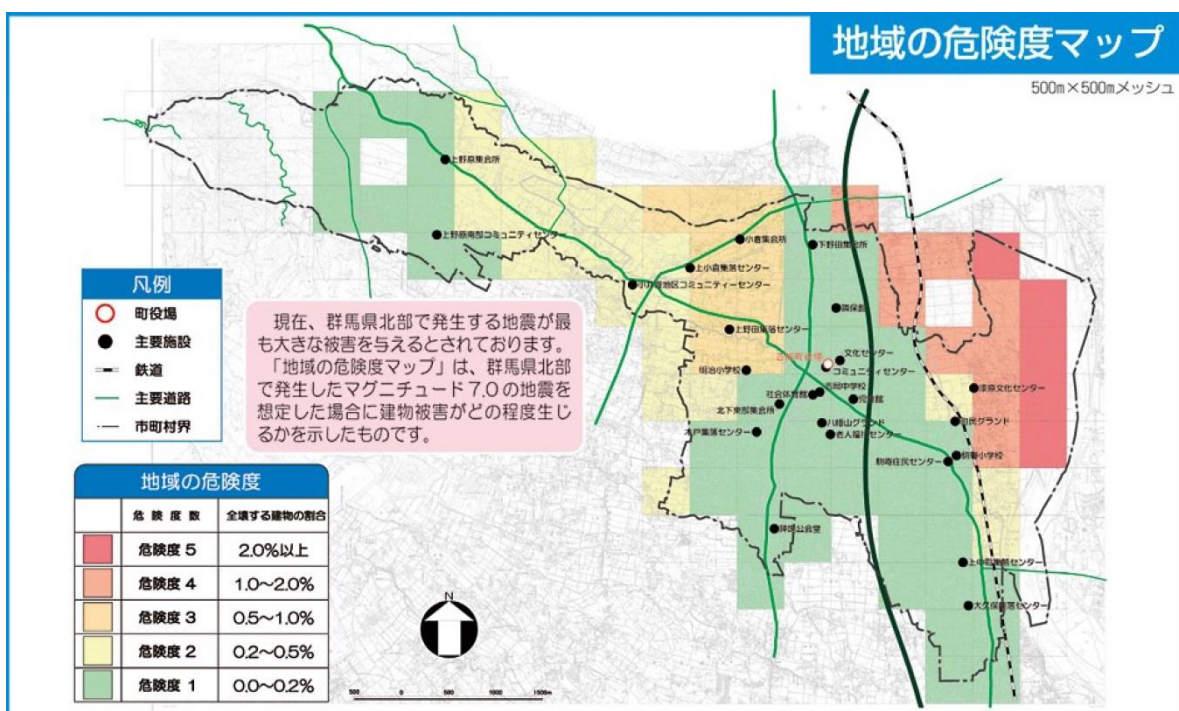 地域の危険度マップ
500m×500mメッシュ
上野原集会所
上野原南部コミュニティセンター
小倉集会所
下野田集会所
上小倉集落センター
隣保館
上野田集落センター
文化センター
コミュニティセンター
明治小学校
吉岡中学校
社会体育館
児童館
漆原文化センター
北下東部集会所
八幡山グランド
町民グランド
老人福祉センター
駒寄小学校
駒寄住民センター
上中町集落センター
大久保集落センター
凡例
町役場
主要施設
鉄道
主要道路
市町村界
現在、群馬県北部で発生する地震が最
も大きな被害を与えるとされております。
「地域の危険度マップ」は、群馬県北部
で発生したマグニチュード7.0の地震を
想定した場合に建物被害がどの程度生じ
るかを示したものです。
地域の危険度
危険度数 全壊する建物の割合
危険度 5 2.0%以上
危険度 4 1.0〜2.0%
危険度 3 0.5〜1.0%
危険度 2 0.2〜0.5%
危険度 1 0.0〜0.2%
N
500 0 500 1000 1500m